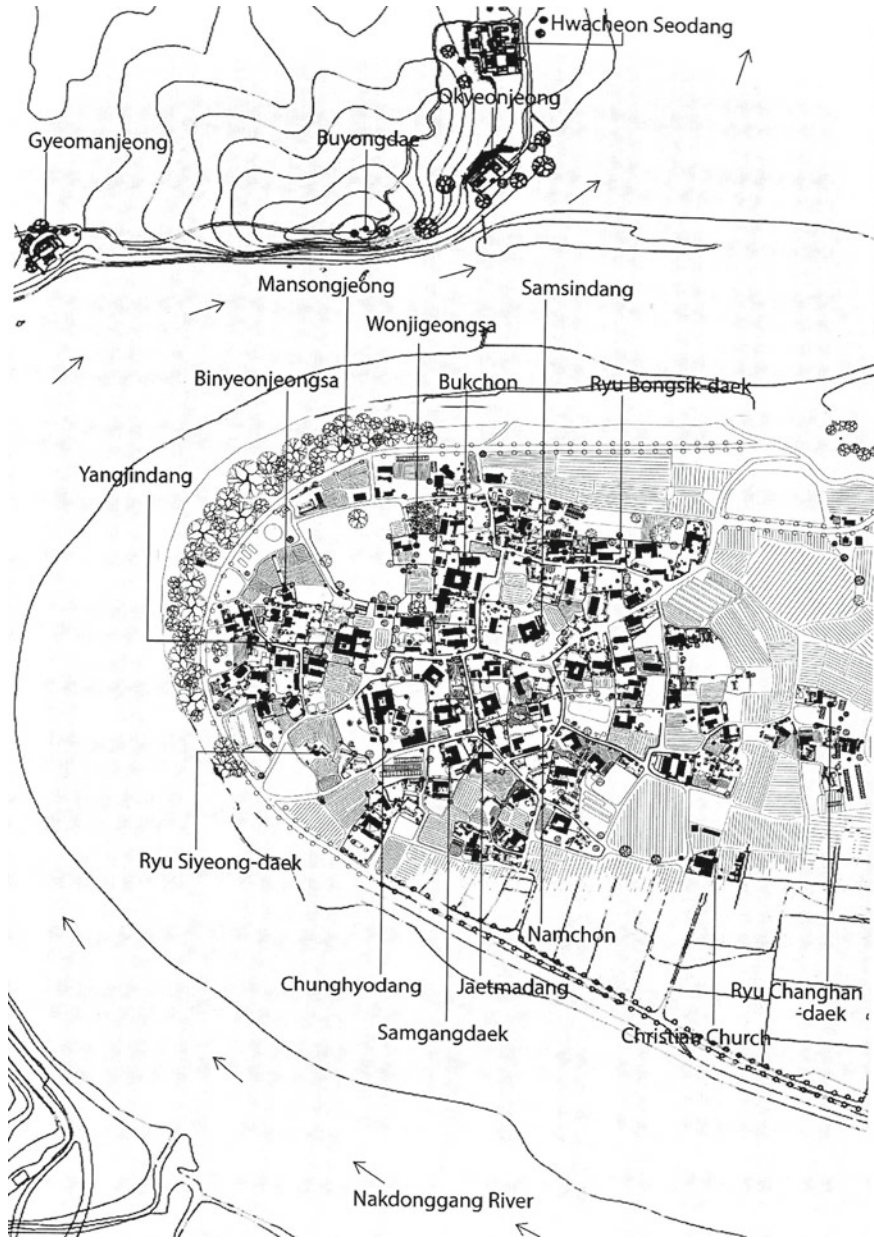 Hwacheon Seodang
Okyeonjeong
Gyeomanjeong
Buyongdae
Mansongjeong
Samsindang
Wonjigeongsa
Binyeonjeongsa
Bukchon
Ryu Bongsik-daek
Yangjindang
Ryu Siyeong-daek
Namchon
Chunghyodang
Jaetmadang
Ryu Changhan
-daek
Samgangdaek
Christian Church
Nakdonggang River